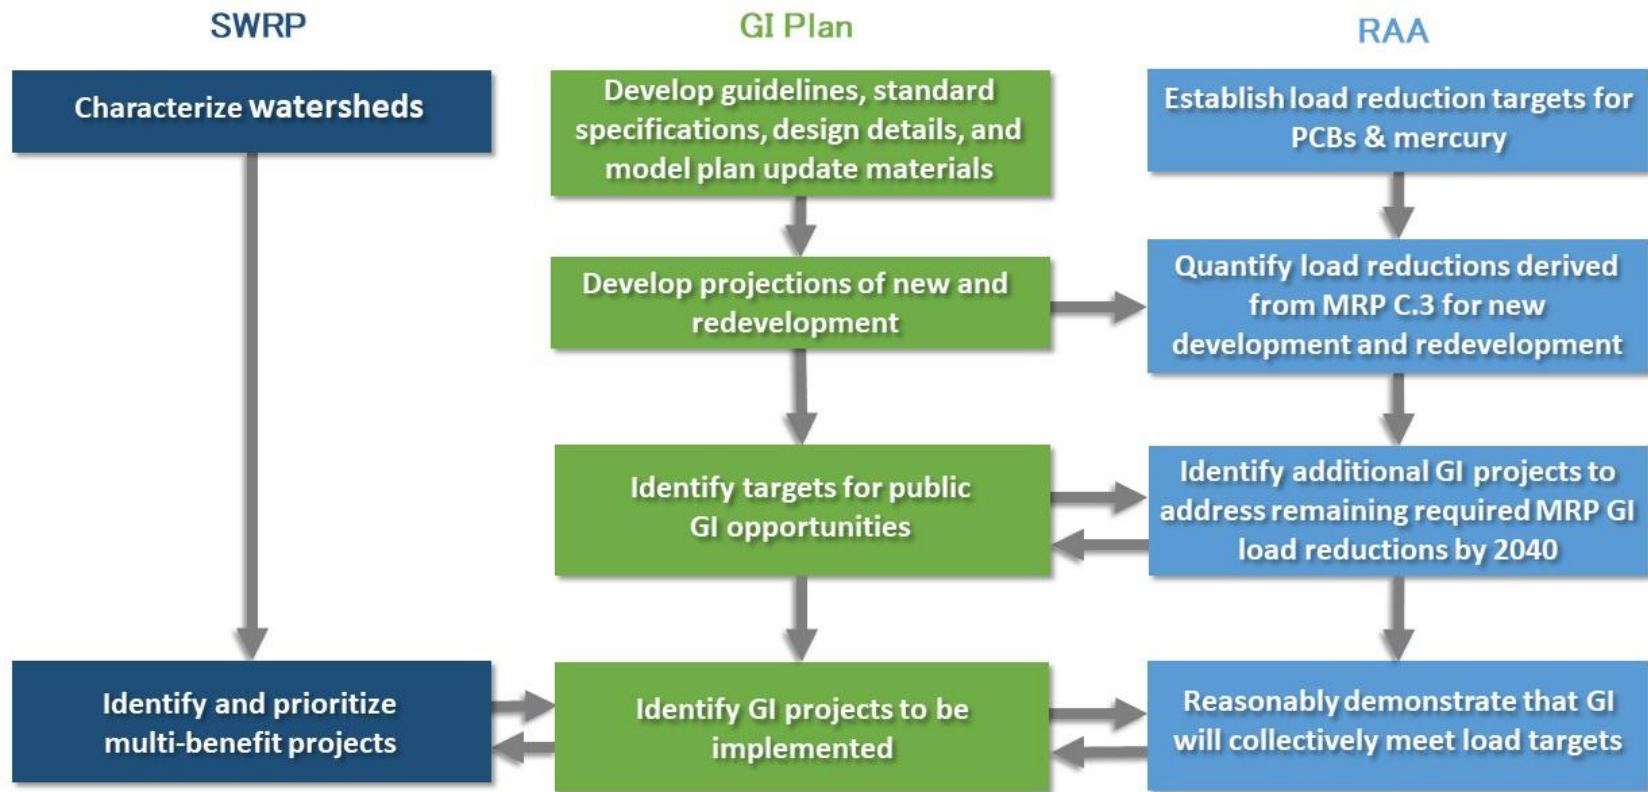 SWRP
Characterize watersheds
Identify and prioritize
multi-benefit projects
GI Plan
Develop guidelines, standard
specifications, design details, and
model plan update materials
Develop projections of new and
redevelopment
Identify targets for public
GI opportunities
Identify GI projects to be
implemented
RAA
Establish load reduction targets for
PCBs & mercury
Quantify load reductions derived
from MRP C.3 for new
development and redevelopment
Identify additional GI projects to
address remaining required MRP GI
load reductions by 2040
Reasonably demonstrate that GI
will collectively meet load targets